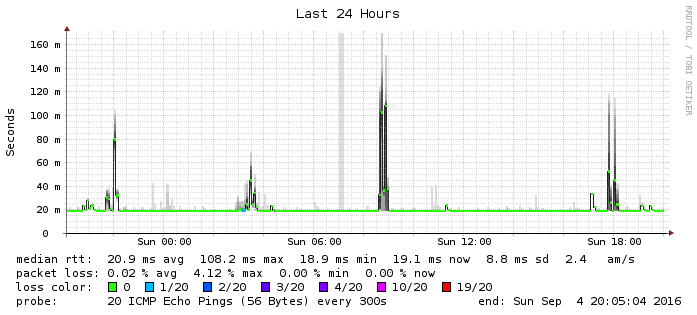 Last 24 Hours
RRDTOOL / TOBI OETIKER
Seconds
160 m
140 m
120 m
100 m
80 m
60 m
40 m
20 m
0
Sun 00:00 Sun 06:00 Sun 12:00 Sun 18:00
median rtt: 20.9 ms avg 108.2 ms max 18.9 ms min 19.1 ms now 8.8 ms sd 2.4 am/s
packet loss: 0.02 % avg 4.12 % max 0.00 % min 0.00 % now
loss color: 0 1/20 2/20 3/20 4/20 10/20 19/20
probe: 20 ICMP Echo Pings (56 Bytes) every 300s end: Sun Sep 4 20:05:04 2016